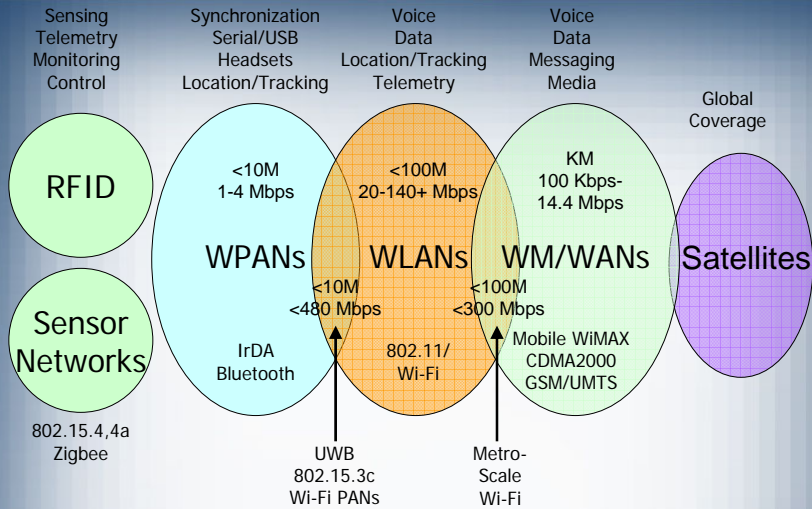 Sensing
Telemetry
Monitoring
Control
Synchronization
Serial/USB
Headsets
Location/Tracking
Voice
Data
Location/Tracking
Telemetry
Voice
Data
Messaging
Media
Global
Coverage
RFID
Sensor
Networks
802.15.4,4a
Zigbee
<10M
1-4 Mbps
WPANs
IrDA
Bluetooth
<10M
<480 Mbps
UWB
802.15.3c
Wi-Fi PANs
<100M
20-140+ Mbps
WLANs
802.11/
Wi-Fi
<100M
<300 Mbps
Metro-
Scale
Wi-Fi
KM
100 Kbps-
14.4 Mbps
WM/WANs
Mobile WiMAX
CDMA2000
GSM/UMTS
Satellites